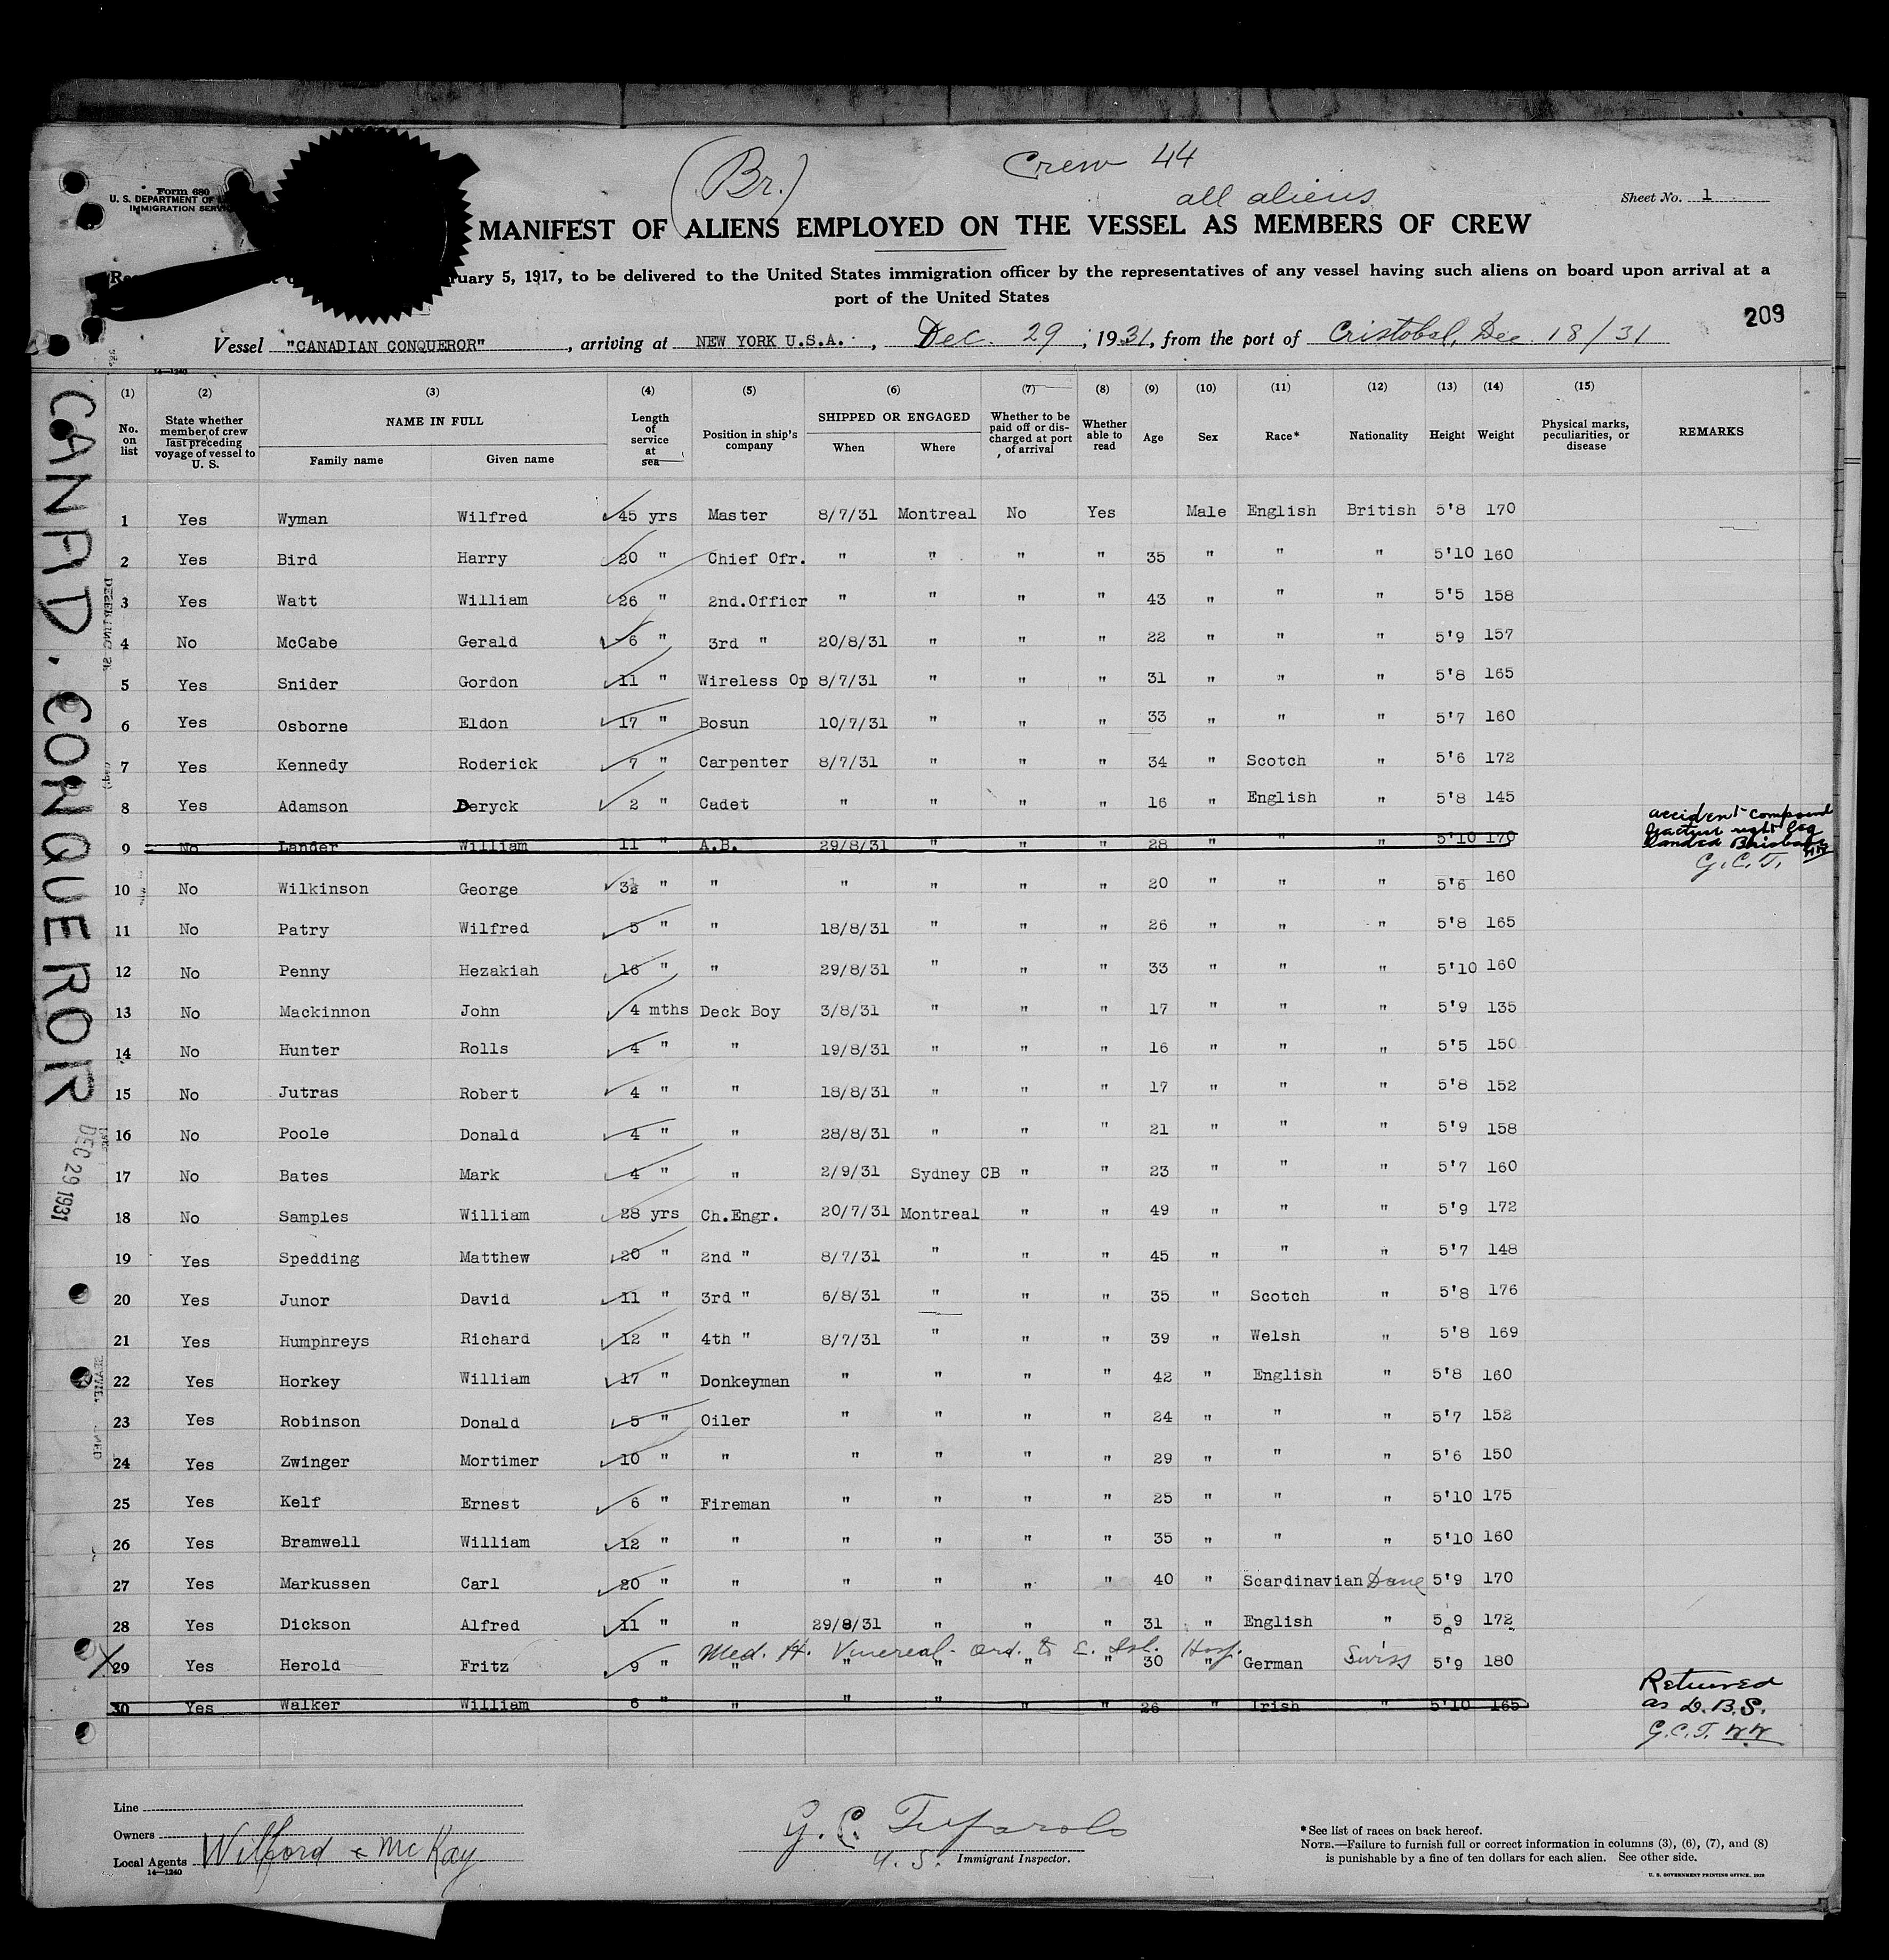 (Br.)
Crew 44
all aliens
Form 680
U. S. DEPARTMENT OF
IMMIGRATION SERVICE
Sheet No. 1
MANIFEST OF ALIENS EMPLOYED ON THE VESSEL AS MEMBERS OF CREW
ruary 5, 1917, to be delivered to the United States immigration officer by the representatives of any vessel having such aliens on board upon arrival at a
port of the United States
209
Vessel "CANADIAN CONQUEROR", arriving at NEW YORK U.S.A., Dec. 29, 1931, from the port of Cristobal, Dec. 18/31
14—1240
(1) (2) (3) (4) (5) (6) (7) (8) (9) (10) (11) (12) (13) (14) (15)
No. on list State whether member of crew last preceding voyage of vessel to U. S. NAME IN FULL Family name Given name Length of service at sea Position in ship's company SHIPPED OR ENGAGED When Where Whether to be paid off or discharged at port of arrival Whether able to read Age Sex Race* Nationality Height Weight Physical marks, peculiarities, or disease REMARKS
1 Yes Wyman Wilfred 45 yrs Master 8/7/31 Montreal No Yes Male English British 5'8 170
2 Yes Bird Harry 20 " Chief Ofr. " " " " 35 " " " 5'10 160
3 Yes Watt William 26 " 2nd.Officr " " " " 43 " " " 5'5 158
4 No McCabe Gerald 6 " 3rd " 20/8/31 " " " 22 " " " 5'9 157
5 Yes Snider Gordon 11 " Wireless Op 8/7/31 " " " 31 " " " 5'8 165
6 Yes Osborne Eldon 17 " Bosun 10/7/31 " " " 33 " " " 5'7 160
7 Yes Kennedy Roderick 7 " Carpenter 8/7/31 " " " 34 " Scotch " 5'6 172
8 Yes Adamson Deryck 2 " Cadet " " " " 16 " English " 5'8 145
9 No Lander William 11 " A.B. 29/8/31 " " " 28 " " " 5'10 170 accident compound fracture right leg landed Brisbane G.C.T.
10 No Wilkinson George 3½ " " " " " " 20 " " " 5'6 160
11 No Patry Wilfred 5 " " 18/8/31 " " " 26 " " " 5'8 165
12 No Penny Hezakiah 16 " " 29/8/31 " " " 33 " " " 5'10 160
13 No Mackinnon John 4 mths Deck Boy 3/8/31 " " " 17 " " " 5'9 135
14 No Hunter Rolls 4 " " 19/8/31 " " " 16 " " " 5'5 150
15 No Jutras Robert 4 " " 18/8/31 " " " 17 " " " 5'8 152
16 No Poole Donald 4 " " 28/8/31 " " " 21 " " " 5'9 158
17 No Bates Mark 4 " " 2/9/31 Sydney CB " " 23 " " " 5'7 160
18 No Samples William 28 yrs Ch.Engr. 20/7/31 Montreal " " 49 " " " 5'9 172
19 Yes Spedding Matthew 20 " 2nd " 8/7/31 " " " 45 " " " 5'7 148
20 Yes Junor David 11 " 3rd " 6/8/31 " " " 35 " Scotch " 5'8 176
21 Yes Humphreys Richard 12 " 4th " 8/7/31 " " " 39 " Welsh " 5'8 169
22 Yes Horkey William 17 " Donkeyman " " " " 42 " English " 5'8 160
23 Yes Robinson Donald 5 " Oiler " " " " 24 " " " 5'7 152
24 Yes Zwinger Mortimer 10 " " " " " " 29 " " " 5'6 150
25 Yes Kelf Ernest 6 " Fireman " " " " 25 " " " 5'10 175
26 Yes Bramwell William 12 " " " " " " 35 " " " 5'10 160
27 Yes Markussen Carl 20 " " " " " " 40 " Scardinavian Dane 5'9 170
28 Yes Dickson Alfred 11 " " 29/8/31 " " " 31 " English " 5 9 172
Med. H. Venereal - Ord. to E. Isl. Hosp.
29 Yes Herold Fritz 9 " " " " " " 30 " German Swiss 5'9 180
30 Yes Walker William 6 " " " " " " 26 " Irish " 5'10 165 Returned as D.B.S. G.C.T. W.W.
CANAD. CONQUEROR
DEC 29 1931
Line
Owners
Local Agents Wilford & McKay
14—1240
G. C.
U. S. Immigrant Inspector.
*See list of races on back hereof.
NOTE.—Failure to furnish full or correct information in columns (3), (6), (7), and (8)
is punishable by a fine of ten dollars for each alien. See other side.
U. S. GOVERNMENT PRINTING OFFICE